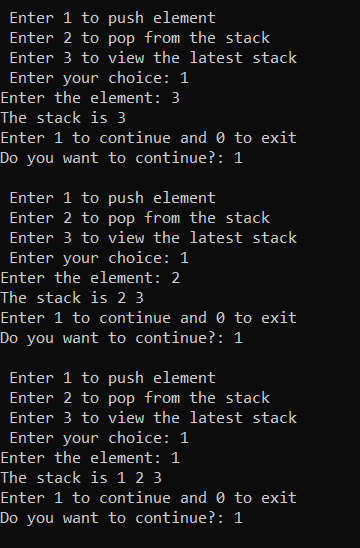 Enter 1 to push element
Enter 2 to pop from the stack
Enter 3 to view the latest stack
Enter your choice: 1
Enter the element: 3
The stack is 3
Enter 1 to continue and 0 to exit
Do you want to continue?: 1
Enter 1 to push element
Enter 2 to pop from the stack
Enter 3 to view the latest stack
Enter your choice: 1
Enter the element: 2
The stack is 2 3
Enter 1 to continue and 0 to exit
Do you want to continue?: 1
Enter 1 to push element
Enter 2 to pop from the stack
Enter 3 to view the latest stack
Enter your choice: 1
Enter the element: 1
The stack is 1 2 3
Enter 1 to continue and 0 to exit
Do you want to continue?: 1